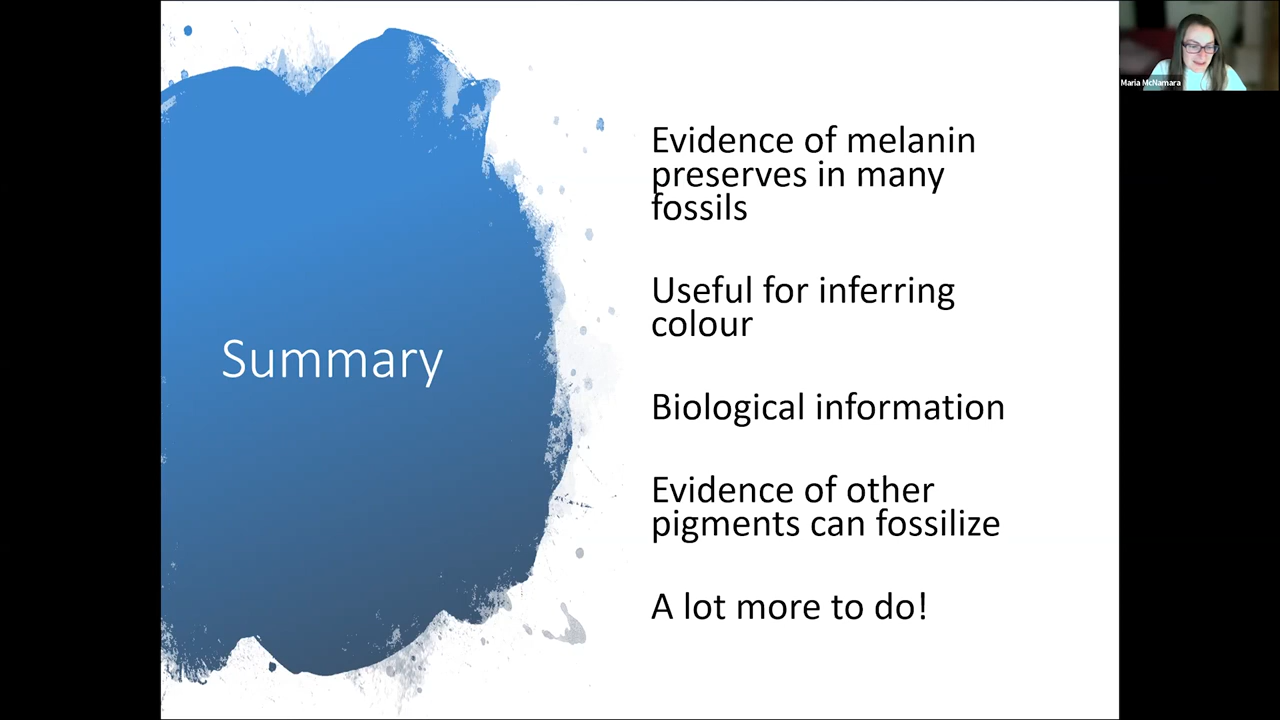 Summary
Evidence of melanin
preserves in many
fossils
Useful for inferring
colour
Biological information
Evidence of other
pigments can fossilize
A lot more to do!
Maria McNamara